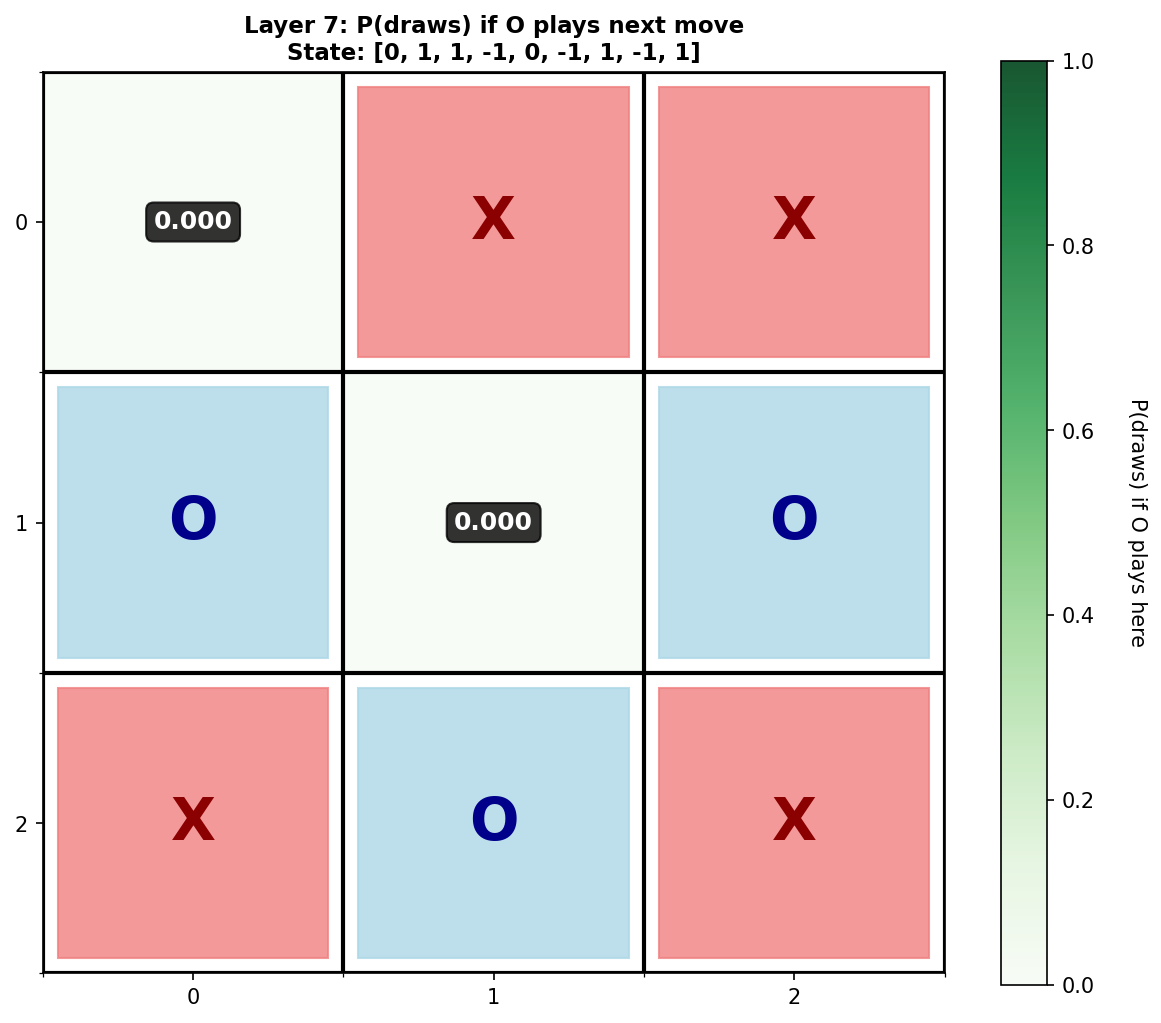 Layer 7: P(draws) if O plays next move
State: [0, 1, 1, -1, 0, -1, 1, -1, 1]
0
0.000
X
X
1
O
0.000
O
2
X
O
X
0
1
2
1.0
0.8
0.6
0.4
0.2
0.0
P(draws) if O plays here